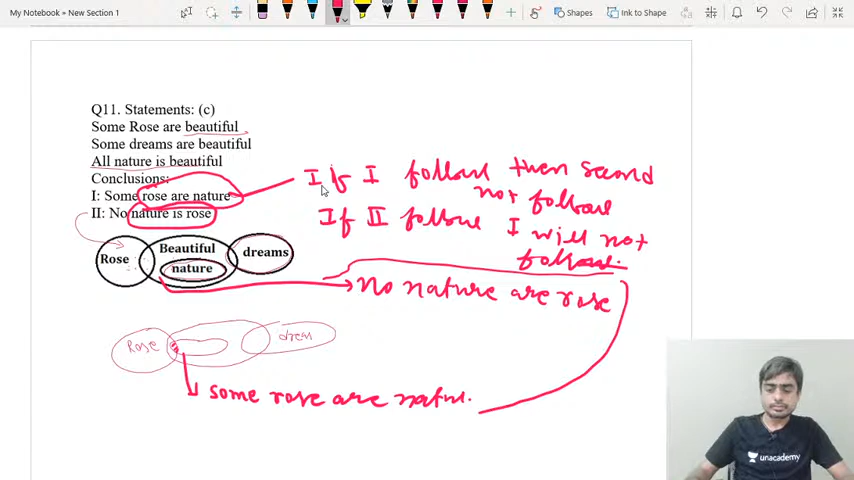 My Notebook » New Section 1
Shapes
Ink to Shape
Q11. Statements: (c)
Some Rose are beautiful
Some dreams are beautiful
All nature is beautiful
Conclusions:
I: Some rose are nature
II: No nature is rose
If I follow then second
not follow
If II follow I will not
follow.
Rose
Beautiful
nature
dreams
No nature are rose
Rose
dream
some rose are natur.
unacademy